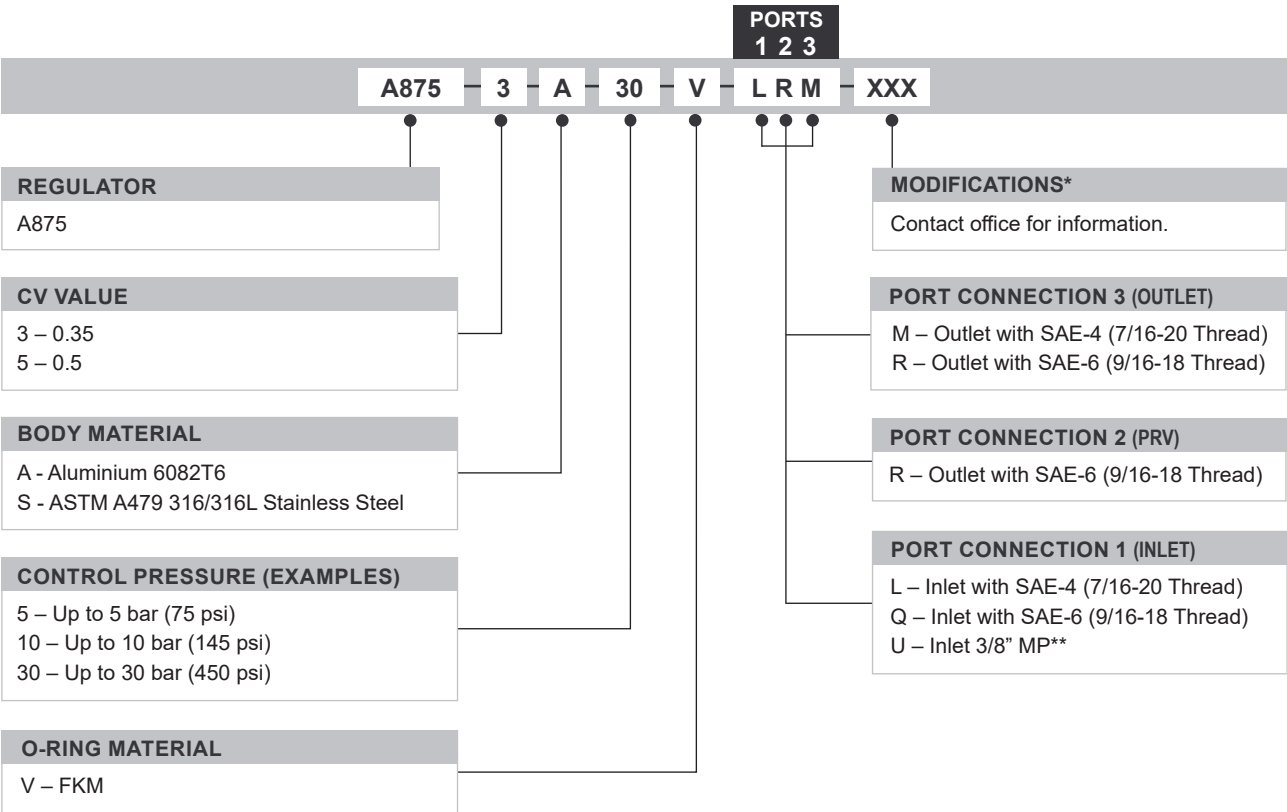 PORTS
1 2 3
A875 - 3 - A - 30 - V - L R M - XXX
REGULATOR
A875
CV VALUE
3 – 0.35
5 – 0.5
BODY MATERIAL
A - Aluminium 6082T6
S - ASTM A479 316/316L Stainless Steel
CONTROL PRESSURE (EXAMPLES)
5 – Up to 5 bar (75 psi)
10 – Up to 10 bar (145 psi)
30 – Up to 30 bar (450 psi)
O-RING MATERIAL
V – FKM
MODIFICATIONS*
Contact office for information.
PORT CONNECTION 3 (OUTLET)
M – Outlet with SAE-4 (7/16-20 Thread)
R – Outlet with SAE-6 (9/16-18 Thread)
PORT CONNECTION 2 (PRV)
R – Outlet with SAE-6 (9/16-18 Thread)
PORT CONNECTION 1 (INLET)
L – Inlet with SAE-4 (7/16-20 Thread)
Q – Inlet with SAE-6 (9/16-18 Thread)
U – Inlet 3/8” MP**